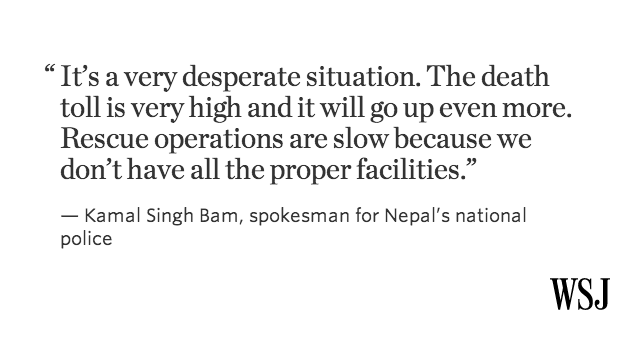 “ It’s a very desperate situation. The death
toll is very high and it will go up even more.
Rescue operations are slow because we
don’t have all the proper facilities.”
— Kamal Singh Bam, spokesman for Nepal’s national
police
WSJ